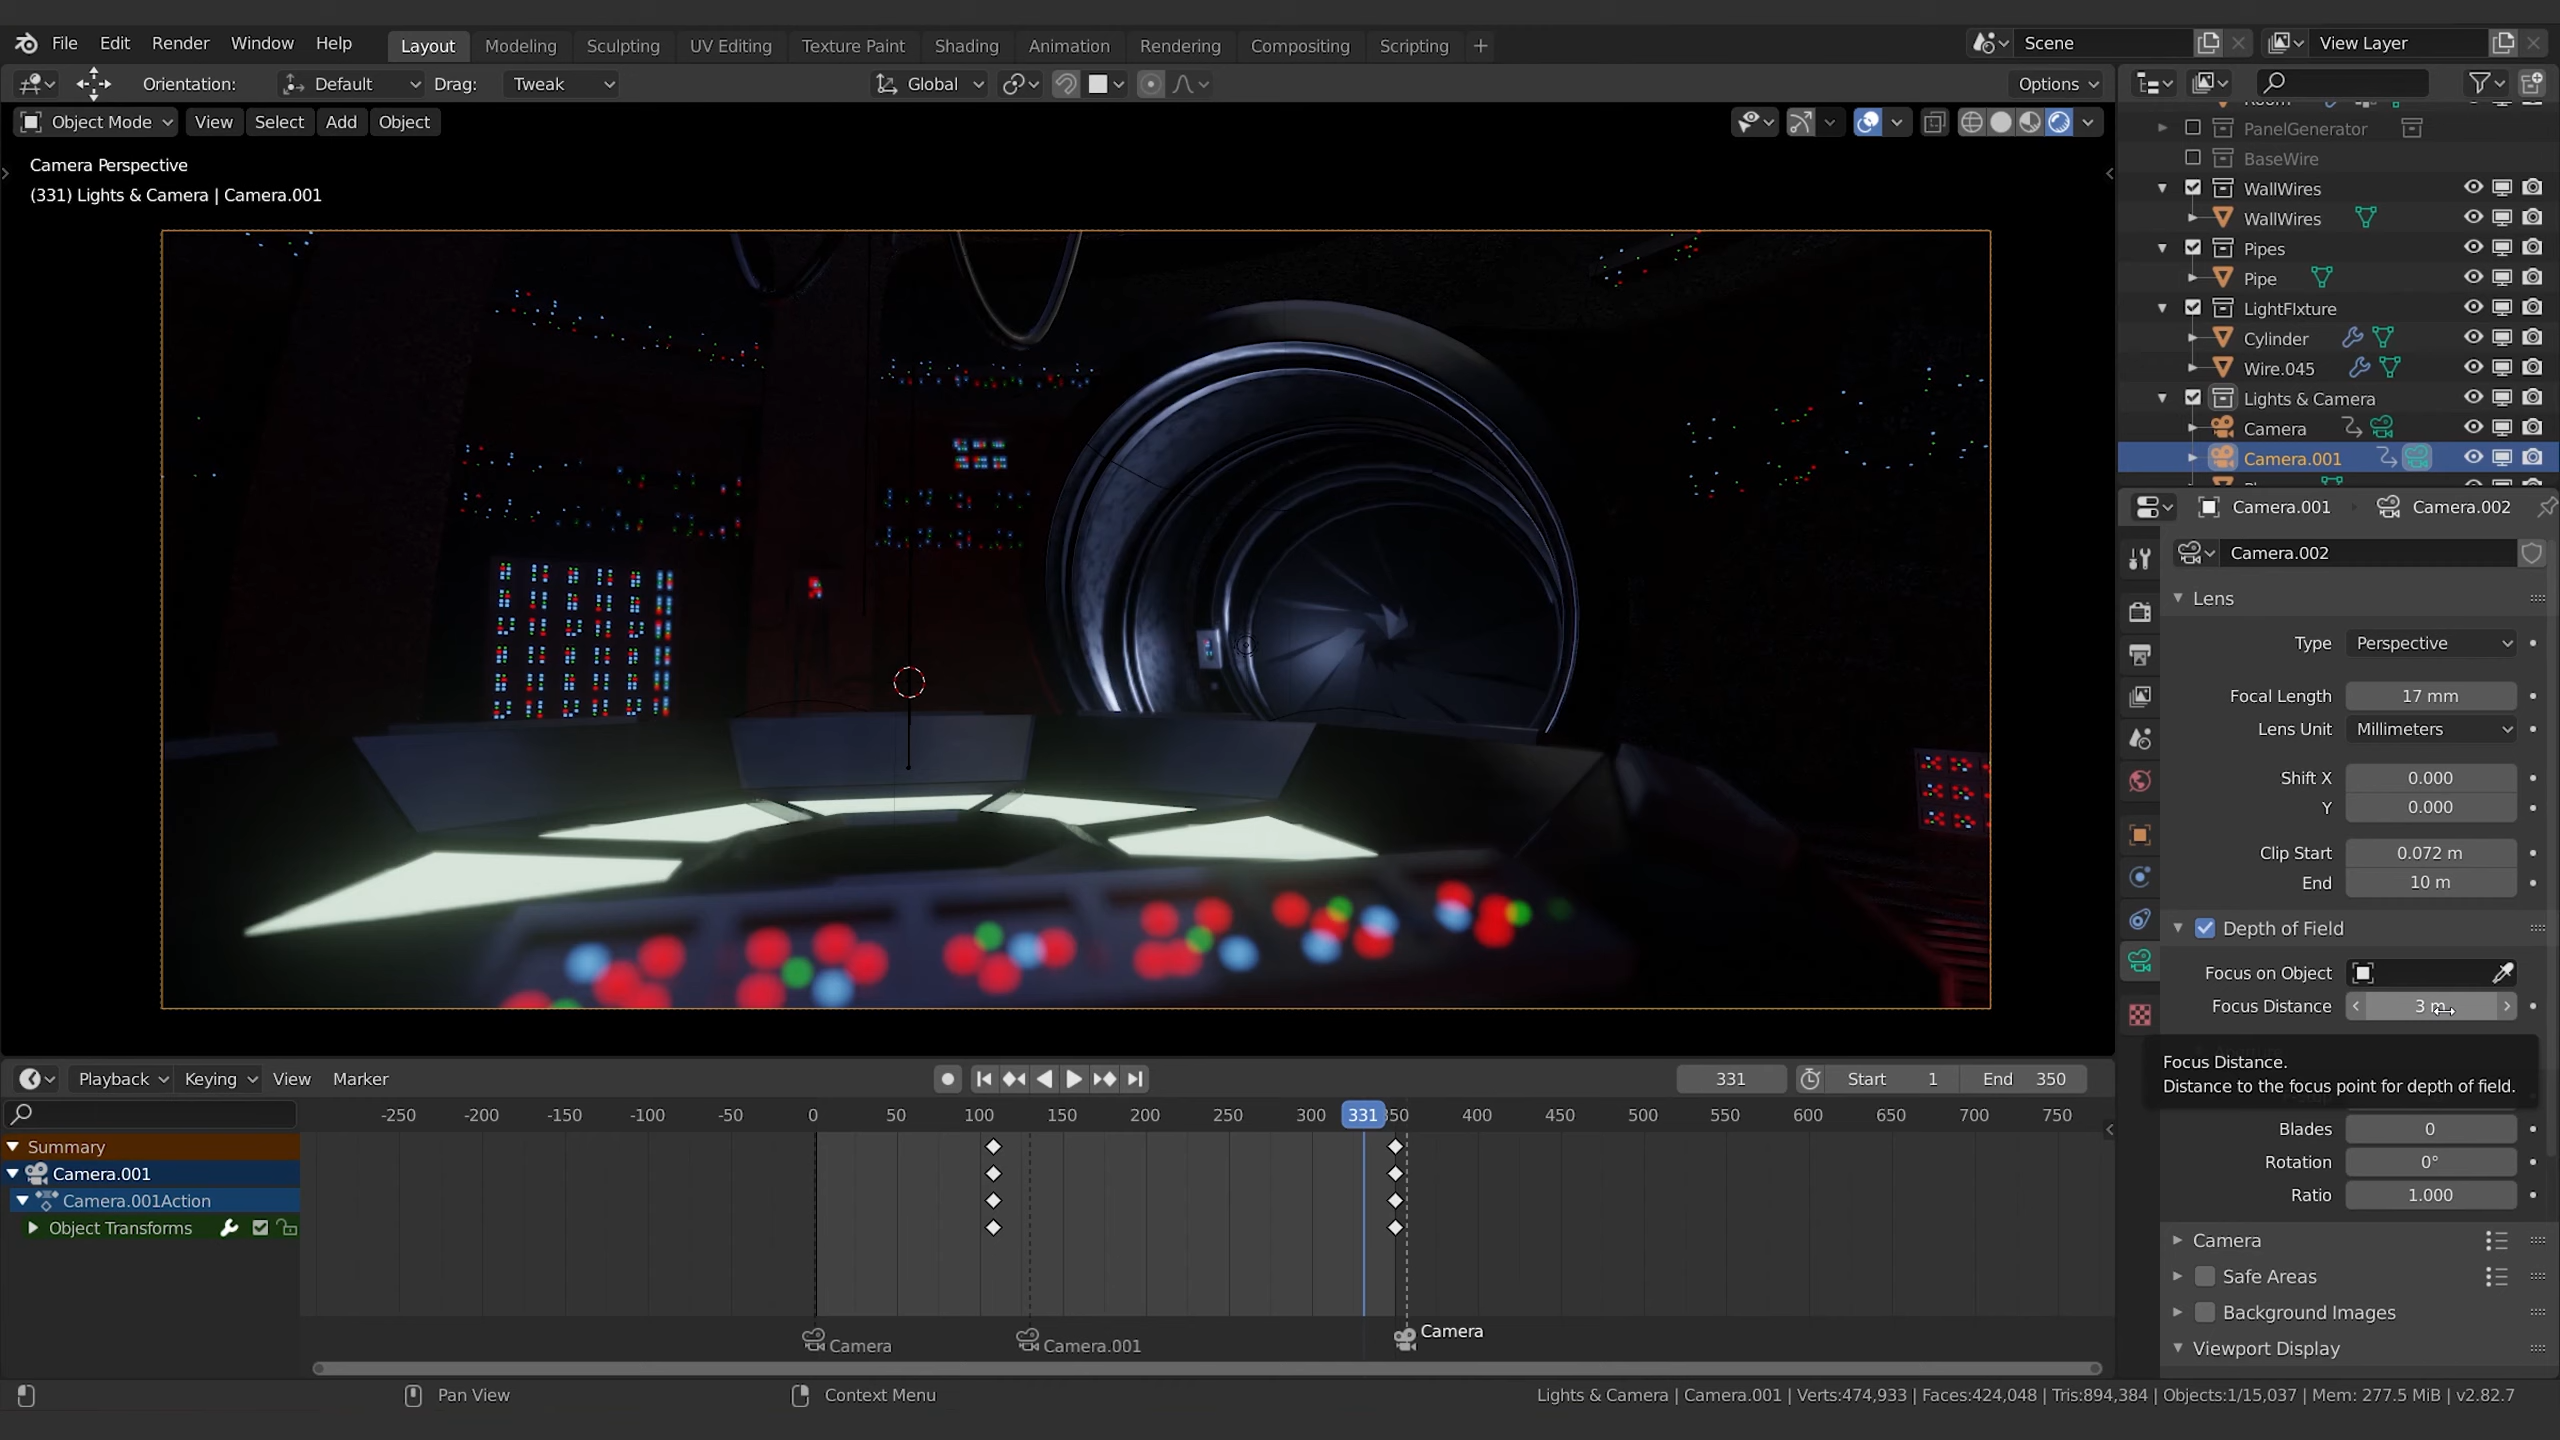 File Edit Render Window Help Layout Modeling Sculpting UV Editing Texture Paint Shading Animation Rendering Compositing Scripting + Scene View Layer
Orientation: Default Drag: Tweak Global Options
Object Mode View Select Add Object
Camera Perspective
(331) Lights & Camera | Camera.001
PanelGenerator
BaseWire
WallWires
WallWires
Pipes
Pipe
LightFIxture
Cylinder
Wire.045
Lights & Camera
Camera
Camera.001
Camera.001 Camera.002
Camera.002
Lens
Type Perspective
Focal Length 17 mm
Lens Unit Millimeters
Shift X 0.000
Y 0.000
Clip Start 0.072 m
End 10 m
Depth of Field
Focus on Object
Focus Distance 3 m
Focus Distance.
Distance to the focus point for depth of field.
Blades 0
Rotation 0°
Ratio 1.000
Camera
Safe Areas
Background Images
Viewport Display
Playback Keying View Marker 331 Start 1 End 350
-250 -200 -150 -100 -50 0 50 100 150 200 250 300 331 350 400 450 500 550 600 650 700 750
Summary
Camera.001
Camera.001Action
Object Transforms
Camera Camera.001 Camera
Pan View Context Menu Lights & Camera | Camera.001 | Verts:474,933 | Faces:424,048 | Tris:894,384 | Objects:1/15,037 | Mem: 277.5 MiB | v2.82.7